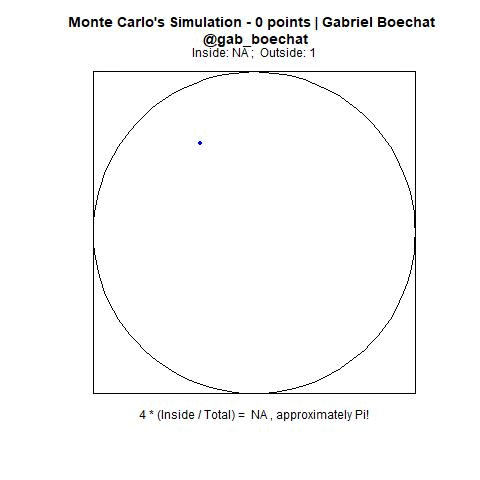 Monte Carlo's Simulation - 0 points | Gabriel Boechat
@gab_boechat
Inside: NA ;  Outside: 1
4 * (Inside / Total) =  NA , approximately Pi!